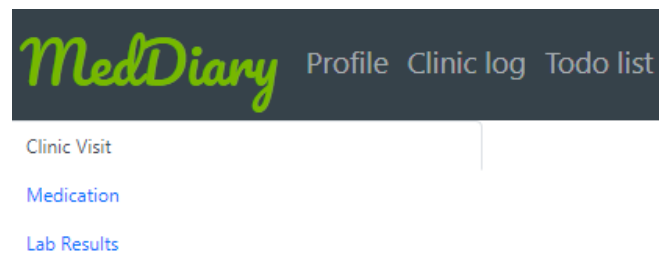 MedDiary Profile Clinic log Todo list
Clinic Visit
Medication
Lab Results